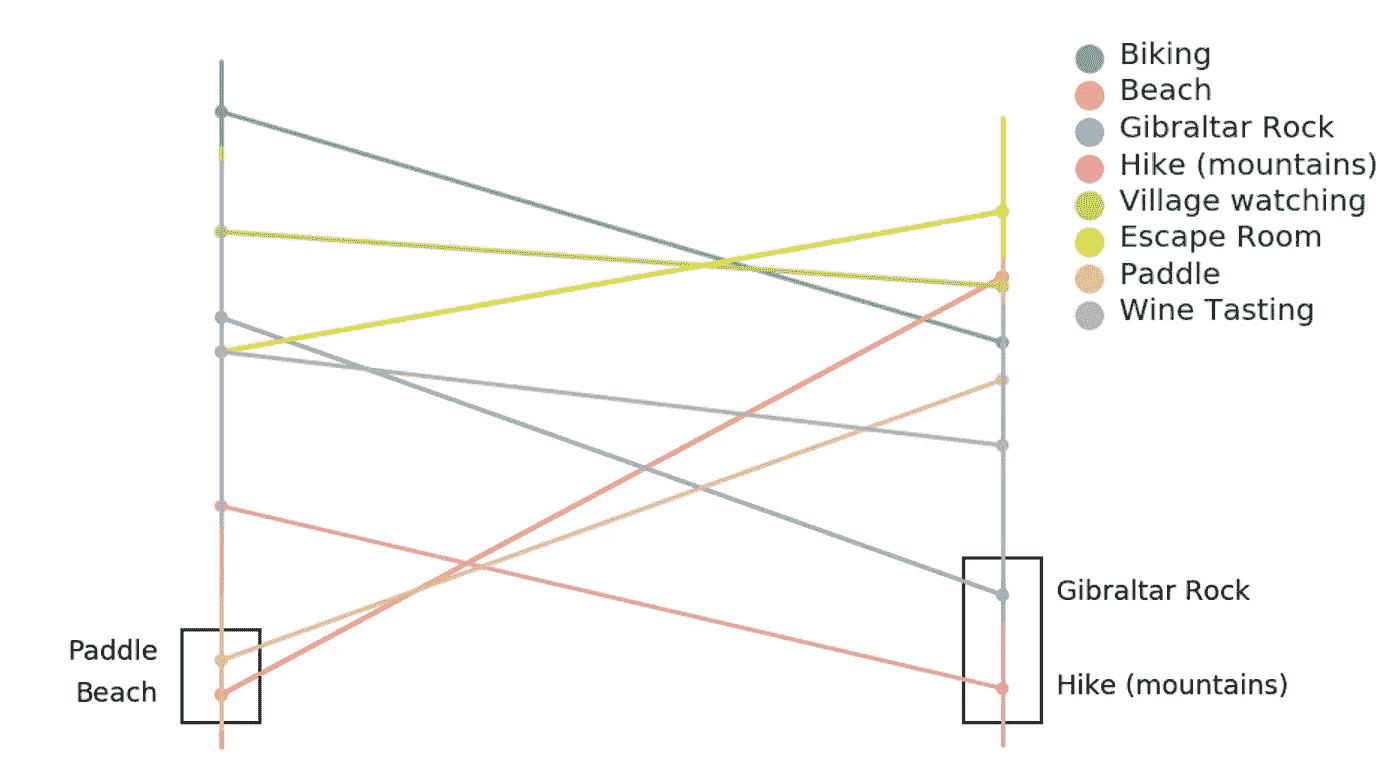 Biking
Beach
Gibraltar Rock
Hike (mountains)
Village watching
Escape Room
Paddle
Wine Tasting
Gibraltar Rock
Paddle
Beach
Hike (mountains)